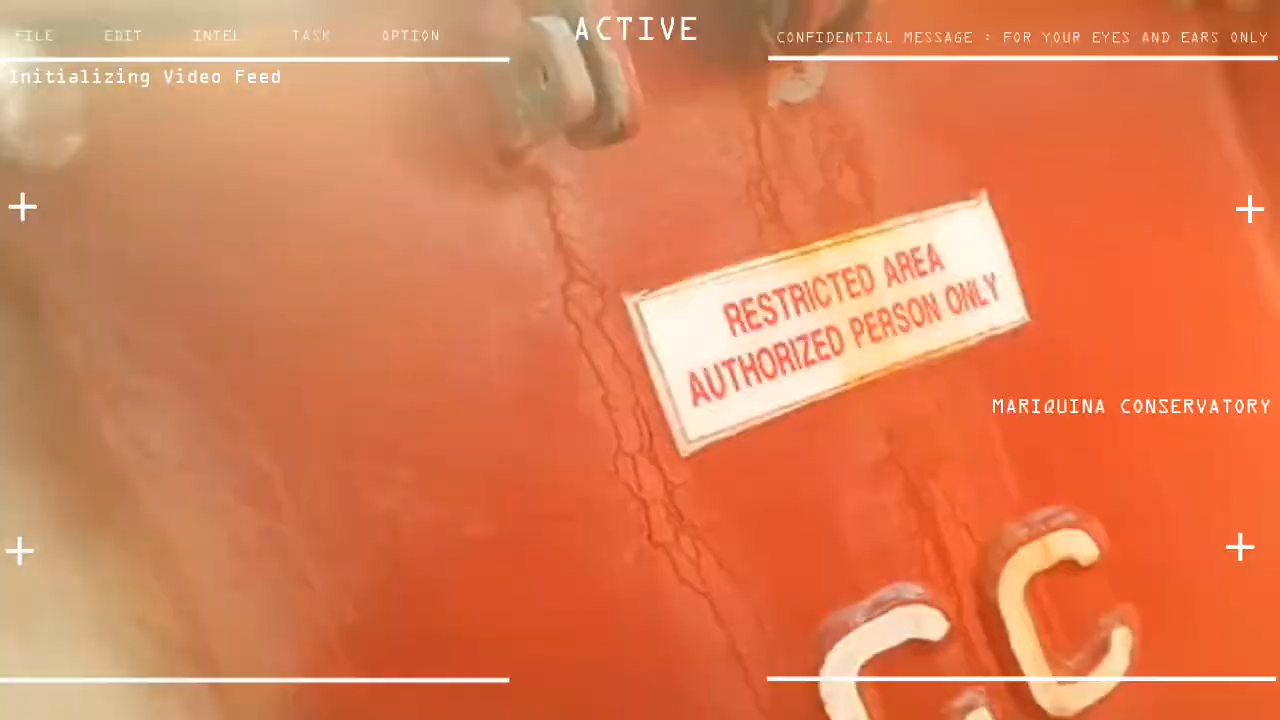 FILE EDIT INTEL TASK OPTION
ACTIVE
CONFIDENTIAL MESSAGE : FOR YOUR EYES AND EARS ONLY
Initializing Video Feed
RESTRICTED AREA
AUTHORIZED PERSON ONLY
MARIQUINA CONSERVATORY
C
C